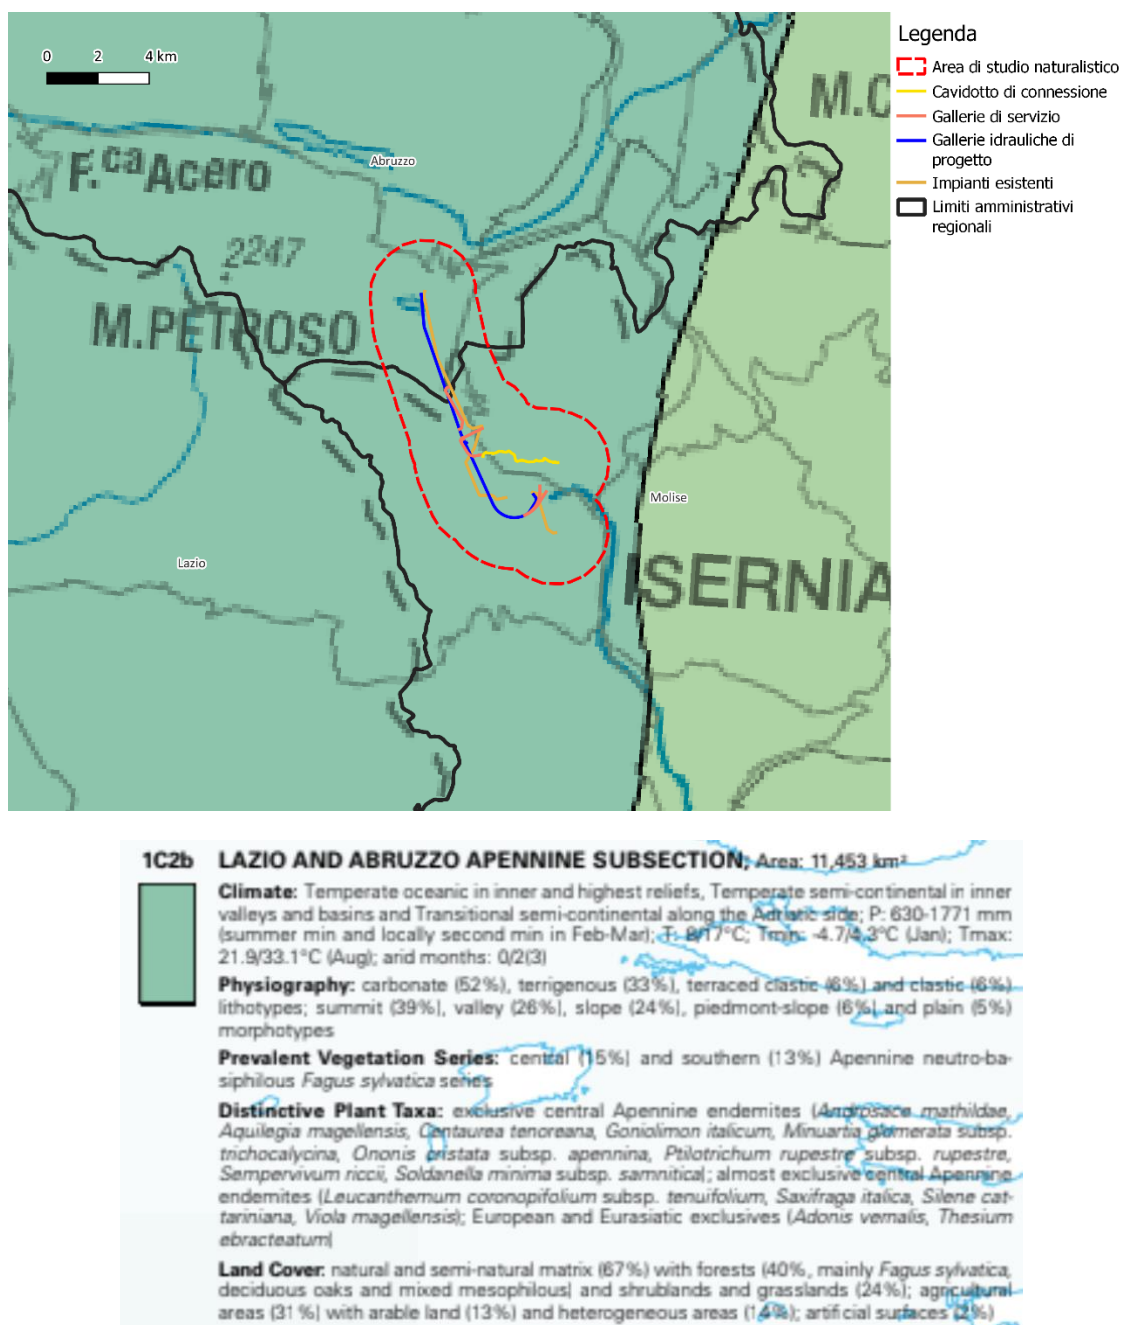 0 2 4 km
M.C
F.ca Acero
Abruzzo
2247
M.PETROSO
Molise
Lazio
ISERNIA
Legenda
Area di studio naturalistico
Cavidotto di connessione
Gallerie di servizio
Gallerie idrauliche di
progetto
Impianti esistenti
Limiti amministrativi
regionali
1C2b LAZIO AND ABRUZZO APENNINE SUBSECTION; Area: 11,453 km²
Climate: Temperate oceanic in inner and highest reliefs, Temperate semi-continental in inner
valleys and basins and Transitional semi-continental along the Adriatic side; P: 630-1771 mm
(summer min and locally second min in Feb-Mar); T: 8/17°C; Tmin: -4.7/4.3°C (Jan); Tmax:
21.9/33.1°C (Aug); arid months: 0/2(3)
Physiography: carbonate (52%), terrigenous (33%), terraced clastic (6%) and clastic (6%)
lithotypes; summit (39%), valley (26%), slope (24%), piedmont-slope (6%) and plain (5%)
morphotypes
Prevalent Vegetation Series: central (15%) and southern (13%) Apennine neutro-ba-
siphilous Fagus sylvatica series
Distinctive Plant Taxa: exclusive central Apennine endemites (Androsace mathildae,
Aquilegia magellensis, Centaurea tenoreana, Goniolimon italicum, Minuartia glomerata subsp.
trichocalycina, Ononis cristata subsp. apennina, Ptilotrichum rupestre subsp. rupestre,
Sempervivum riccii, Soldanella minima subsp. samnitica); almost exclusive central Apennine
endemites (Leucanthemum coronopifolium subsp. tenuifolium, Saxifraga italica, Silene cat-
tariniana, Viola magellensis); European and Eurasiatic exclusives (Adonis vernalis, Thesium
ebracteatum)
Land Cover: natural and semi-natural matrix (67%) with forests (40%, mainly Fagus sylvatica,
deciduous oaks and mixed mesophilous) and shrublands and grasslands (24%); agricultural
areas (31%) with arable land (13%) and heterogeneous areas (14%); artificial surfaces (2%)